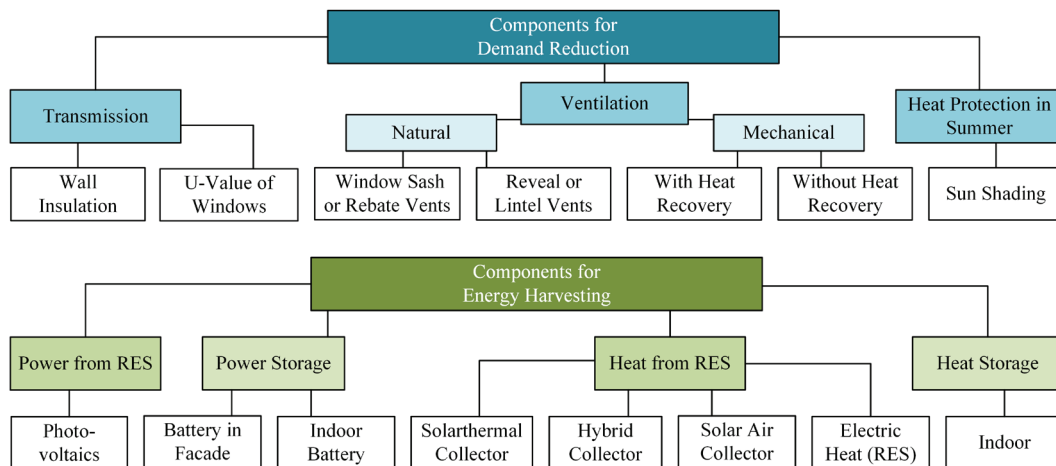 Components for
Demand Reduction
Transmission
Ventilation
Heat Protection in
Summer
Natural
Mechanical
Wall
Insulation
U-Value of
Windows
Window Sash
or Rebate Vents
Reveal or
Lintel Vents
With Heat
Recovery
Without Heat
Recovery
Sun Shading
Components for
Energy Harvesting
Power from RES
Power Storage
Heat from RES
Heat Storage
Photo-
voltaics
Battery in
Facade
Indoor
Battery
Solarthermal
Collector
Hybrid
Collector
Solar Air
Collector
Electric
Heat (RES)
Indoor